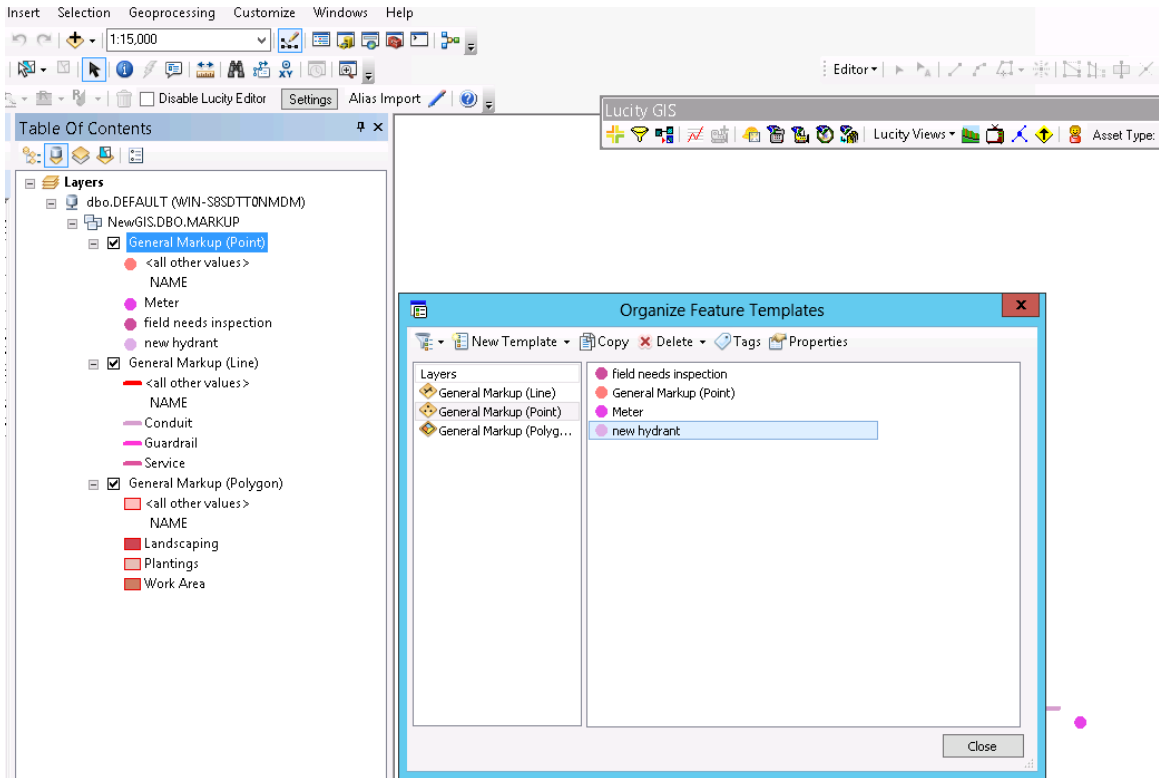 Insert Selection Geoprocessing Customize Windows Help
1:15,000
Editor
Disable Lucity Editor Settings Alias Import
Lucity GIS
Lucity Views Asset Type:
Table Of Contents
Layers
dbo.DEFAULT (WIN-S8SDTT0NMDM)
NewGIS.DBO.MARKUP
General Markup (Point)
<all other values>
NAME
Meter
field needs inspection
new hydrant
General Markup (Line)
<all other values>
NAME
Conduit
Guardrail
Service
General Markup (Polygon)
<all other values>
NAME
Landscaping
Plantings
Work Area
Organize Feature Templates
New Template Copy Delete Tags Properties
Layers
General Markup (Line)
General Markup (Point)
General Markup (Polyg...
field needs inspection
General Markup (Point)
Meter
new hydrant
Close